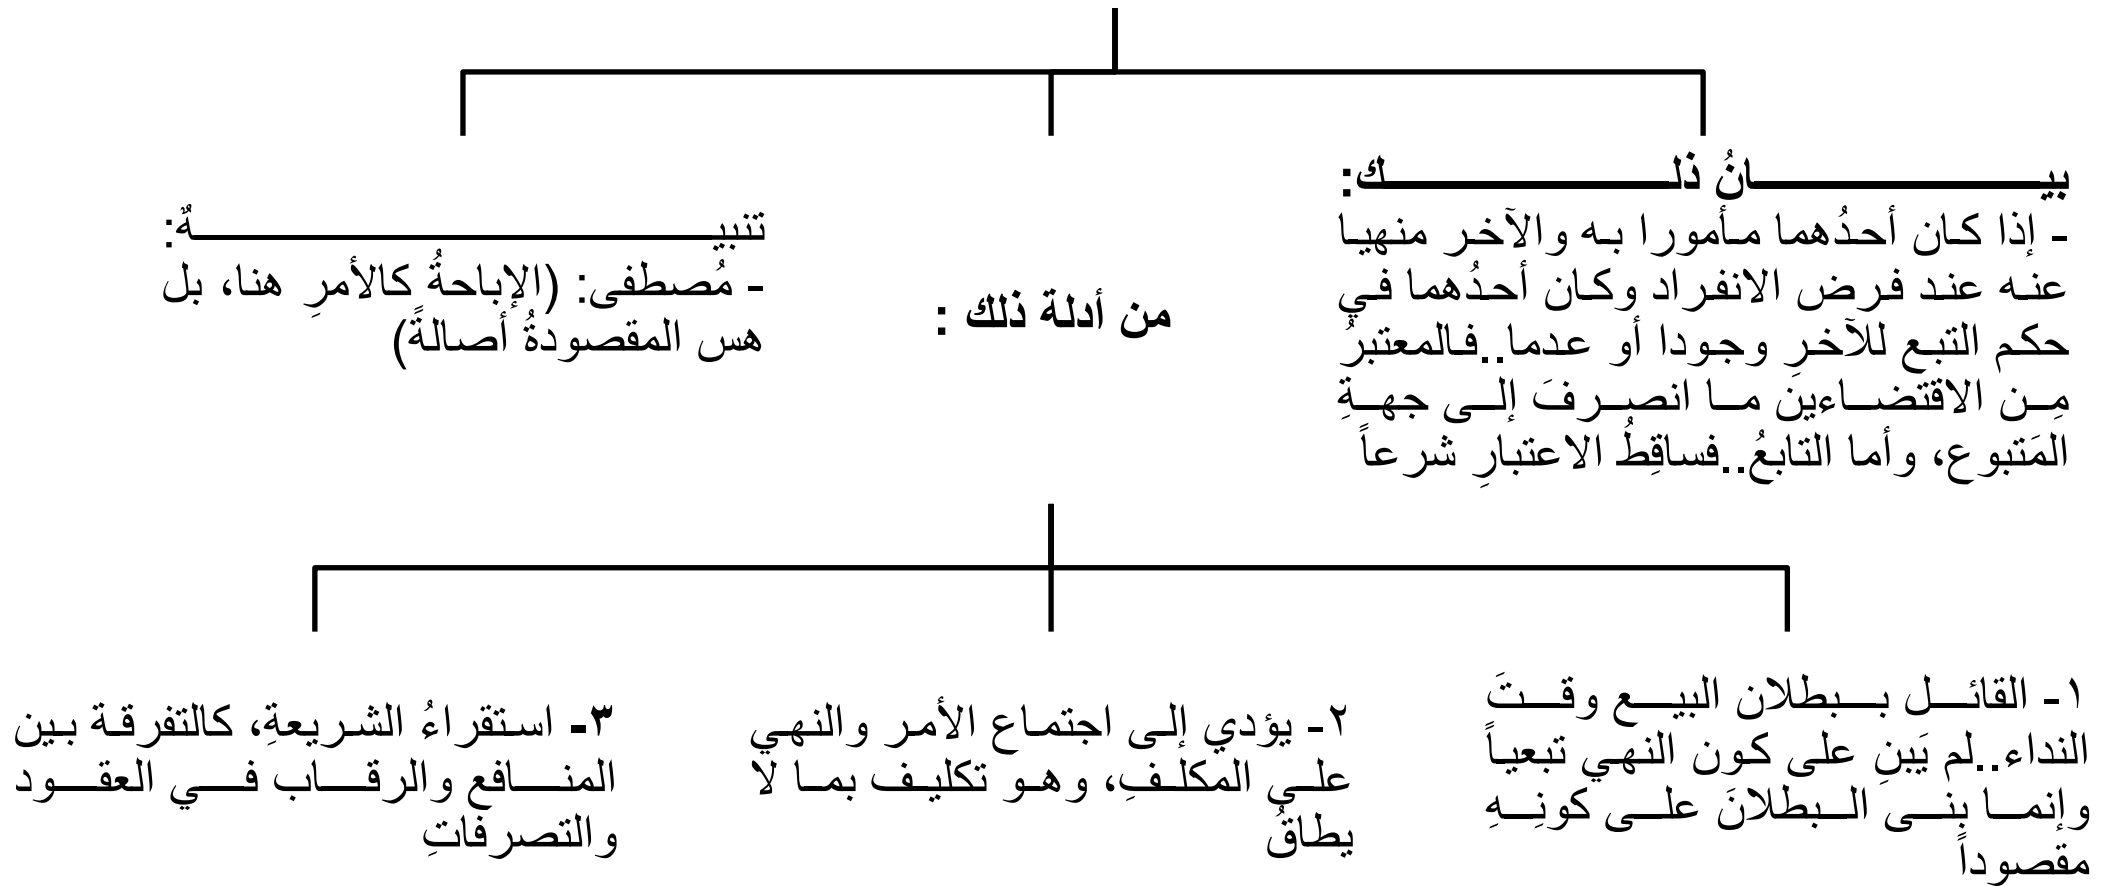 بيـــانُ ذلـــك:
- إذا كان أحدُهما مأمورا به والآخر منهيا
عنه عند فرض الانفراد وكان أحدُهما في
حكم التبع للآخرِ وجودا أو عدما..فالمعتبرُ
مِن الاقتضاءين ما انصرفَ إلى جهةِ
المَتبوع، وأما التابعُ..فساقِطُ الاعتبارِ شرعاً
من أدلة ذلك :
تنبيـــهٌ:
- مُصطفى: (الإباحةُ كالأمرِ هنا، بل
هس المقصودةُ أصالةً)
١- القائل ببطلان البيع وقتَ
النداء..لم يَبنِ على كون النهي تبعياً
وإنما بنى البطلانَ على كونِهِ
مقصوداً
٢- يؤدي إلى اجتماع الأمر والنهي
على المكلفِ، وهو تكليف بما لا
يطاقُ
٣- استقراءُ الشريعةِ، كالتفرقة بين
المنافع والرقاب في العقود
والتصرفاتِ